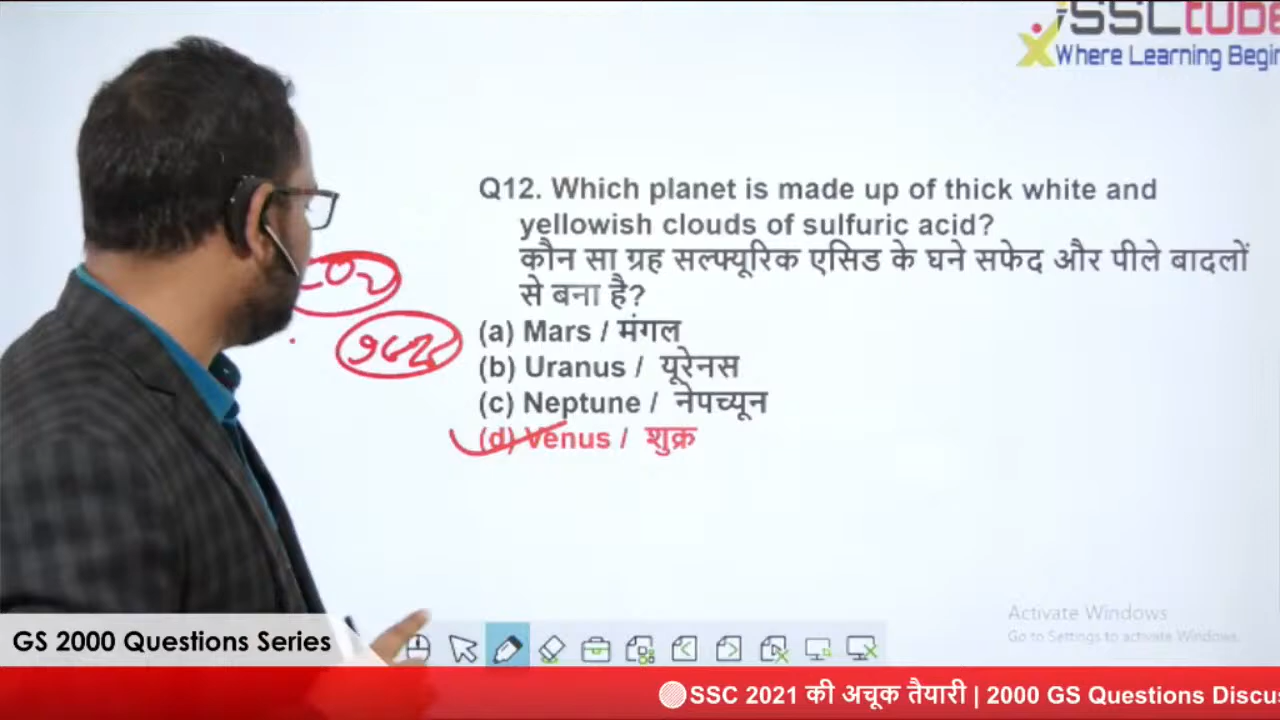 iSSCtube
Where Learning Begin
Q12. Which planet is made up of thick white and
yellowish clouds of sulfuric acid?
कौन सा ग्रह सल्फ्यूरिक एसिड के घने सफेद और पीले बादलों
से बना है?
(a) Mars / मंगल
(b) Uranus / यूरेनस
(c) Neptune / नेपच्यून
(d) Venus / शुक्र
Activate Windows
Go to Settings to activate Windows.
GS 2000 Questions Series
SSC 2021 की अचूक तैयारी | 2000 GS Questions Discus